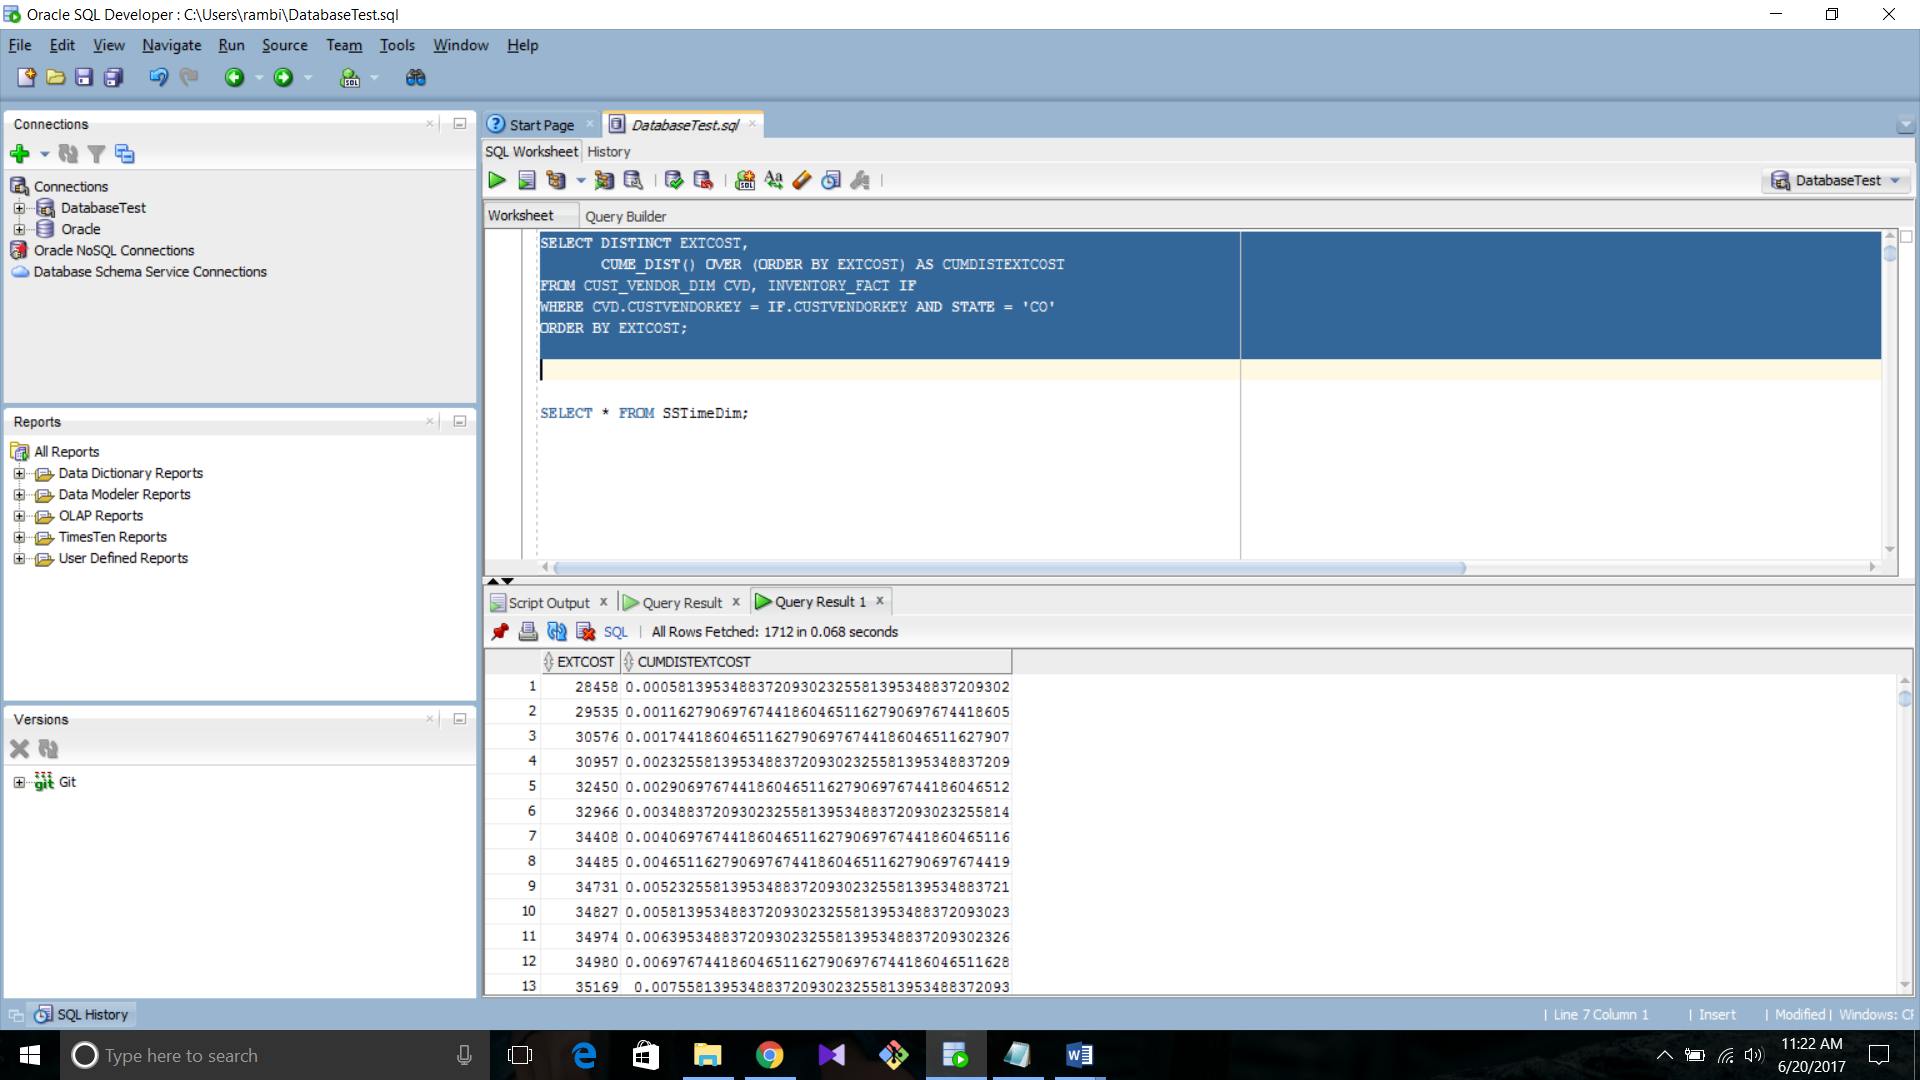 Oracle SQL Developer : C:\Users\rambi\DatabaseTest.sql
File Edit View Navigate Run Source Team Tools Window Help
Connections
Connections
DatabaseTest
Oracle
Oracle NoSQL Connections
Database Schema Service Connections
Reports
All Reports
Data Dictionary Reports
Data Modeler Reports
OLAP Reports
TimesTen Reports
User Defined Reports
Versions
git Git
Start Page DatabaseTest.sql
SQL Worksheet History
DatabaseTest
Worksheet Query Builder
SELECT DISTINCT EXTCOST,
CUME_DIST() OVER (ORDER BY EXTCOST) AS CUMDISTEXTCOST
FROM CUST_VENDOR_DIM CVD, INVENTORY_FACT IF
WHERE CVD.CUSTVENDORKEY = IF.CUSTVENDORKEY AND STATE = 'CO'
ORDER BY EXTCOST;
SELECT * FROM SSTimeDim;
Script Output x Query Result x Query Result 1 x
SQL | All Rows Fetched: 1712 in 0.068 seconds
EXTCOST CUMDISTEXTCOST
1 28458 0.000581395348837209302325581395348837209302
2 29535 0.001162790697674418604651162790697674418605
3 30576 0.001744186046511627906976744186046511627907
4 30957 0.002325581395348837209302325581395348837209
5 32450 0.002906976744186046511627906976744186046512
6 32966 0.003488372093023255813953488372093023255814
7 34408 0.004069767441860465116279069767441860465116
8 34485 0.004651162790697674418604651162790697674419
9 34731 0.005232558139534883720930232558139534883721
10 34827 0.005813953488372093023255813953488372093023
11 34974 0.006395348837209302325581395348837209302326
12 34980 0.006976744186046511627906976744186046511628
13 35169 0.00755813953488372093023255813953488372093
SQL History
| Line 7 Column 1 | Insert | Modified | Windows: CF
Type here to search
11:22 AM
6/20/2017